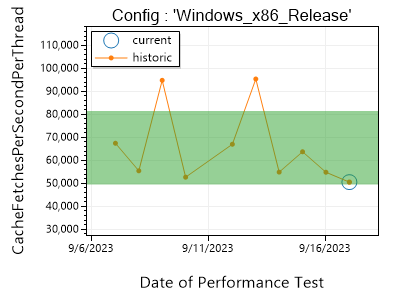 Config : 'Windows_x86_Release'
CacheFetchesPerSecondPerThread
current
historic
110,000
100,000
90,000
80,000
70,000
60,000
50,000
40,000
30,000
9/6/2023 9/11/2023 9/16/2023
Date of Performance Test